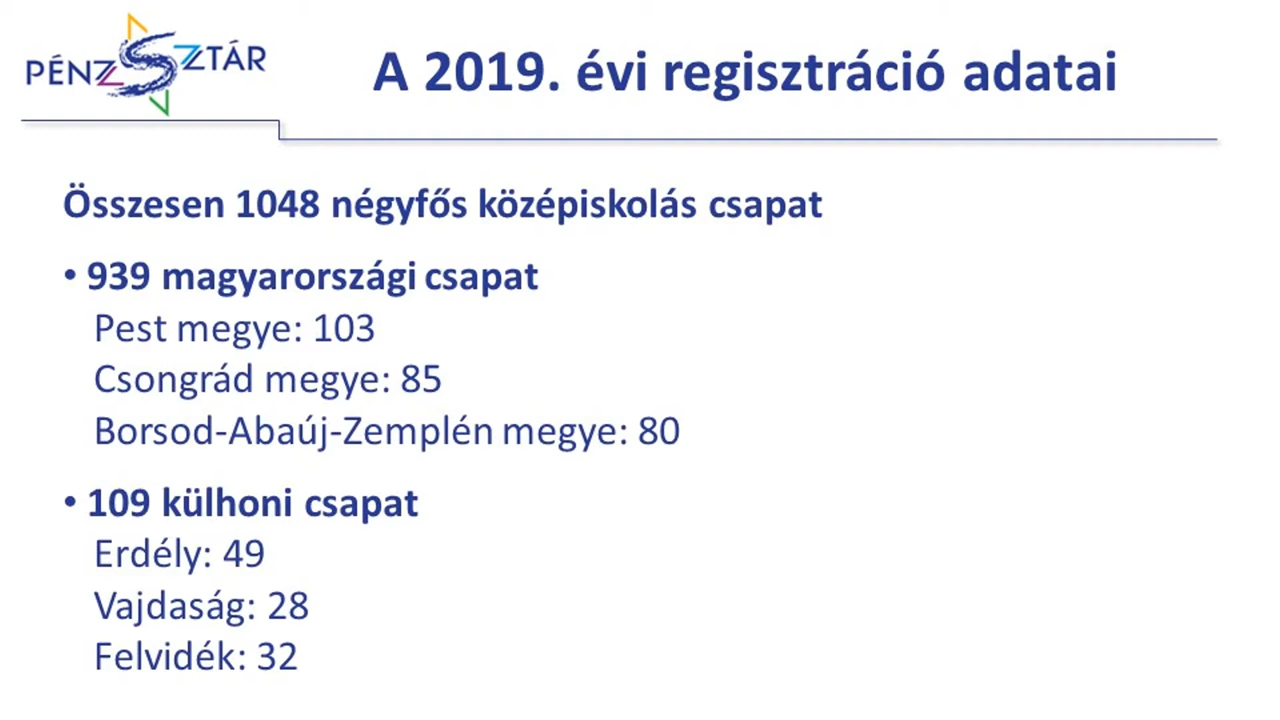 PÉNZSZTÁR
A 2019. évi regisztráció adatai
Összesen 1048 négyfős középiskolás csapat
• 939 magyarországi csapat
Pest megye: 103
Csongrád megye: 85
Borsod-Abaúj-Zemplén megye: 80
• 109 külhoni csapat
Erdély: 49
Vajdaság: 28
Felvidék: 32